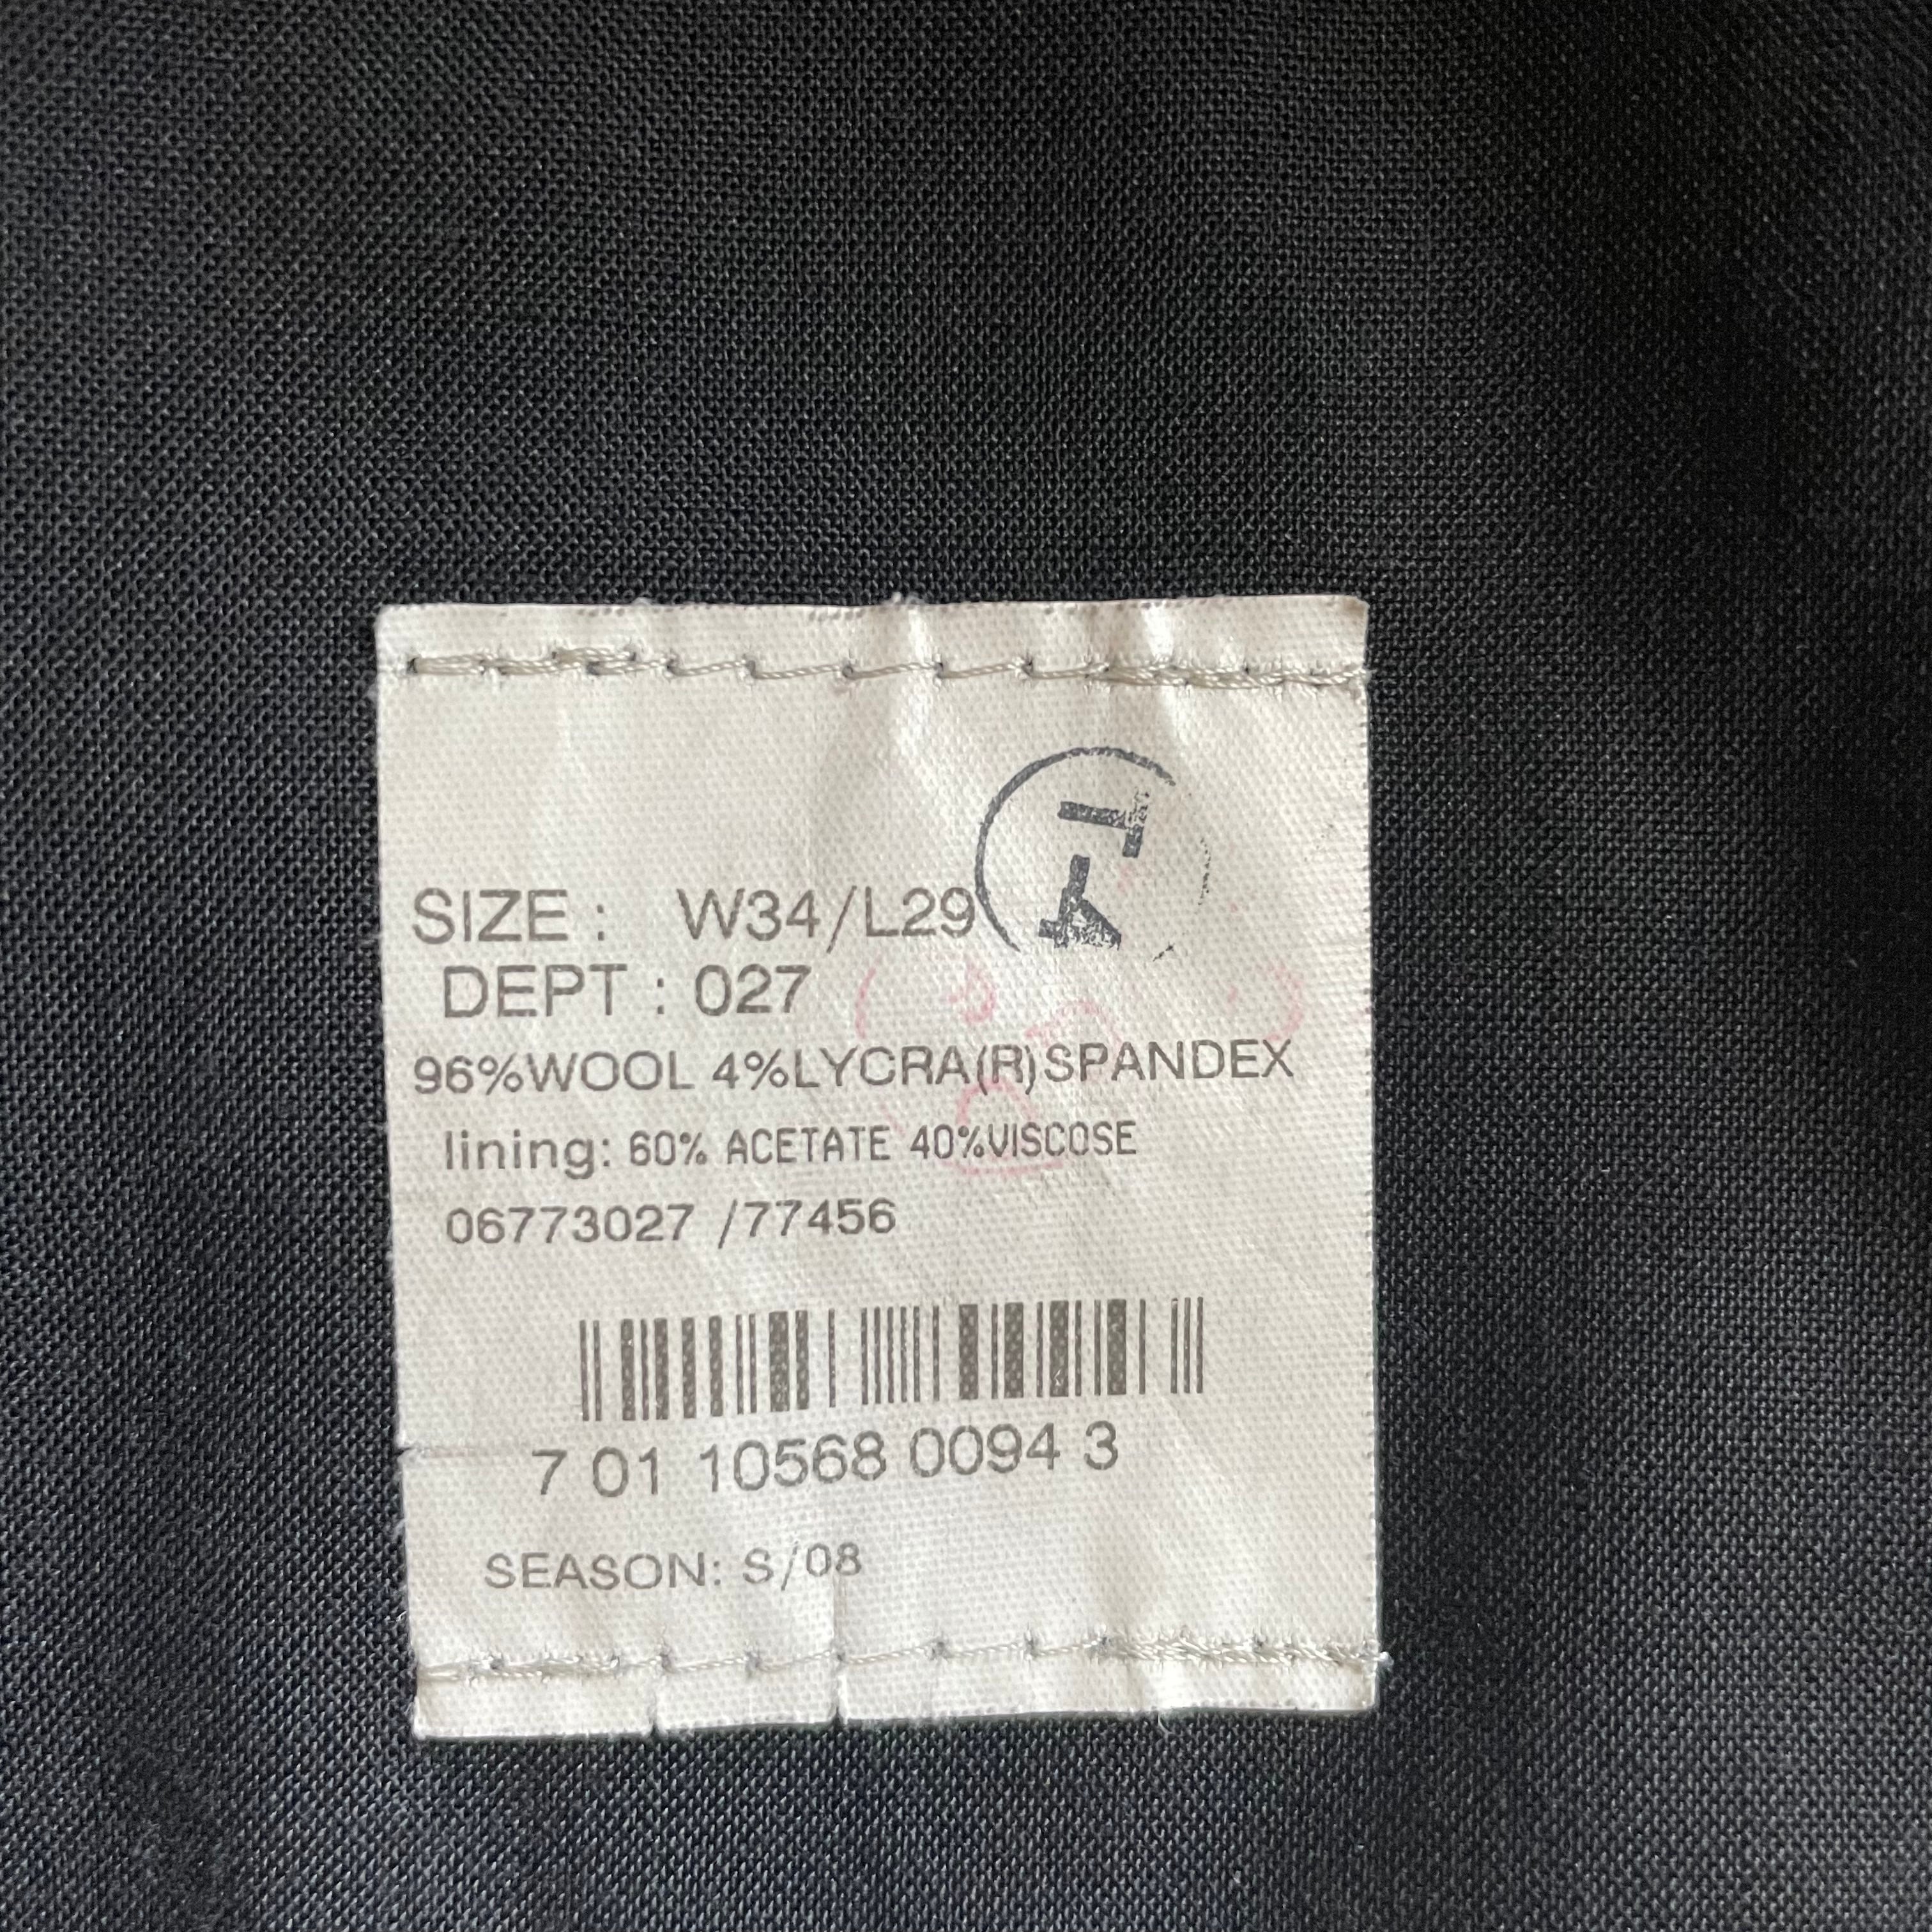 SIZE : W34/L29
DEPT : 027
96%WOOL 4%LYCRA(R)SPANDEX
lining: 60% ACETATE 40%VISCOSE
06773027 /77456
7 01 10568 0094 3
SEASON: S/08